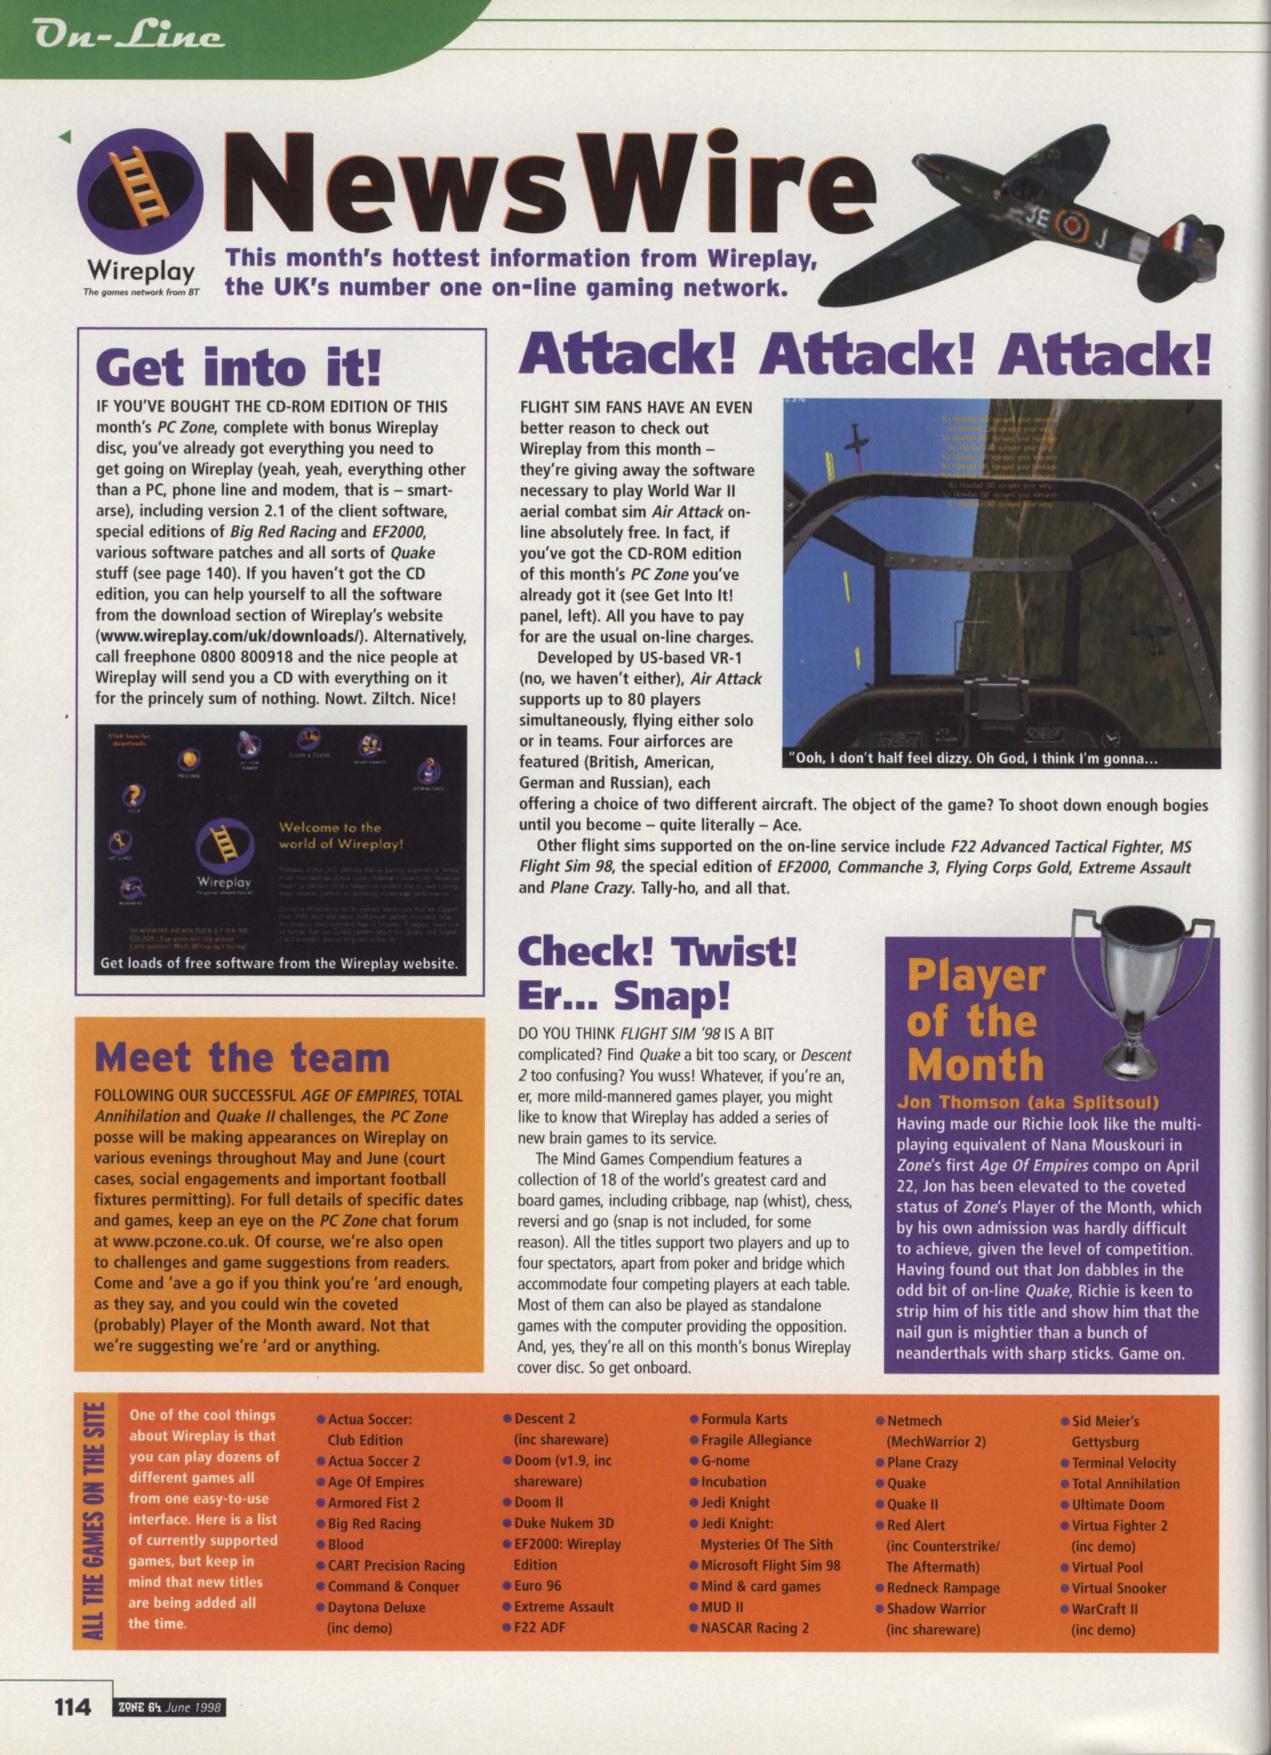 On-Line
NewsWire
Wireplay
The games network from BT
This month's hottest information from Wireplay,
the UK's number one on-line gaming network.
JE
J
Get into it!
IF YOU'VE BOUGHT THE CD-ROM EDITION OF THIS
month's PC Zone, complete with bonus Wireplay
disc, you've already got everything you need to
get going on Wireplay (yeah, yeah, everything other
than a PC, phone line and modem, that is – smart-
arse), including version 2.1 of the client software,
special editions of Big Red Racing and EF2000,
various software patches and all sorts of Quake
stuff (see page 140). If you haven't got the CD
edition, you can help yourself to all the software
from the download section of Wireplay's website
(www.wireplay.com/uk/downloads/). Alternatively,
call freephone 0800 800918 and the nice people at
Wireplay will send you a CD with everything on it
for the princely sum of nothing. Nowt. Ziltch. Nice!
Click here for
downloads
Welcome to the
world of Wireplay!
Wireplay
Get loads of free software from the Wireplay website.
Meet the team
FOLLOWING OUR SUCCESSFUL AGE OF EMPIRES, TOTAL
Annihilation and Quake II challenges, the PC Zone
posse will be making appearances on Wireplay on
various evenings throughout May and June (court
cases, social engagements and important football
fixtures permitting). For full details of specific dates
and games, keep an eye on the PC Zone chat forum
at www.pczone.co.uk. Of course, we're also open
to challenges and game suggestions from readers.
Come and 'ave a go if you think you're 'ard enough,
as they say, and you could win the coveted
(probably) Player of the Month award. Not that
we're suggesting we're 'ard or anything.
Attack! Attack! Attack!
FLIGHT SIM FANS HAVE AN EVEN
better reason to check out
Wireplay from this month –
they're giving away the software
necessary to play World War II
aerial combat sim Air Attack on-
line absolutely free. In fact, if
you've got the CD-ROM edition
of this month's PC Zone you've
already got it (see Get Into It!
panel, left). All you have to pay
for are the usual on-line charges.
Developed by US-based VR-1
(no, we haven't either), Air Attack
supports up to 80 players
simultaneously, flying either solo
or in teams. Four airforces are
featured (British, American,
German and Russian), each
offering a choice of two different aircraft. The object of the game? To shoot down enough bogies
until you become – quite literally – Ace.
Other flight sims supported on the on-line service include F22 Advanced Tactical Fighter, MS
Flight Sim 98, the special edition of EF2000, Commanche 3, Flying Corps Gold, Extreme Assault
and Plane Crazy. Tally-ho, and all that.
"Ooh, I don't half feel dizzy. Oh God, I think I'm gonna...
Check! Twist!
Er... Snap!
DO YOU THINK FLIGHT SIM '98 IS A BIT
complicated? Find Quake a bit too scary, or Descent
2 too confusing? You wuss! Whatever, if you're an,
er, more mild-mannered games player, you might
like to know that Wireplay has added a series of
new brain games to its service.
The Mind Games Compendium features a
collection of 18 of the world's greatest card and
board games, including cribbage, nap (whist), chess,
reversi and go (snap is not included, for some
reason). All the titles support two players and up to
four spectators, apart from poker and bridge which
accommodate four competing players at each table.
Most of them can also be played as standalone
games with the computer providing the opposition.
And, yes, they're all on this month's bonus Wireplay
cover disc. So get onboard.
Player
of the
Month
Jon Thomson (aka Splitsoul)
Having made our Richie look like the multi-
playing equivalent of Nana Mouskouri in
Zone's first Age Of Empires compo on April
22, Jon has been elevated to the coveted
status of Zone's Player of the Month, which
by his own admission was hardly difficult
to achieve, given the level of competition.
Having found out that Jon dabbles in the
odd bit of on-line Quake, Richie is keen to
strip him of his title and show him that the
nail gun is mightier than a bunch of
neanderthals with sharp sticks. Game on.
ALL THE GAMES ON THE SITE
One of the cool things
about Wireplay is that
you can play dozens of
different games all
from one easy-to-use
interface. Here is a list
of currently supported
games, but keep in
mind that new titles
are being added all
the time.
● Actua Soccer:
Club Edition
● Actua Soccer 2
● Age Of Empires
● Armored Fist 2
● Big Red Racing
● Blood
● CART Precision Racing
● Command & Conquer
● Daytona Deluxe
(inc demo)
● Descent 2
(inc shareware)
● Doom (v1.9, inc
shareware)
● Doom II
● Duke Nukem 3D
● EF2000: Wireplay
Edition
● Euro 96
● Extreme Assault
● F22 ADF
● Formula Karts
● Fragile Allegiance
● G-nome
● Incubation
● Jedi Knight
● Jedi Knight:
Mysteries Of The Sith
● Microsoft Flight Sim 98
● Mind & card games
● MUD II
● NASCAR Racing 2
● Netmech
(MechWarrior 2)
● Plane Crazy
● Quake
● Quake II
● Red Alert
(inc Counterstrike/
The Aftermath)
● Redneck Rampage
● Shadow Warrior
(inc shareware)
● Sid Meier's
Gettysburg
● Terminal Velocity
● Total Annihilation
● Ultimate Doom
● Virtua Fighter 2
(inc demo)
● Virtual Pool
● Virtual Snooker
● WarCraft II
(inc demo)
114
ZONE 64 June 1998